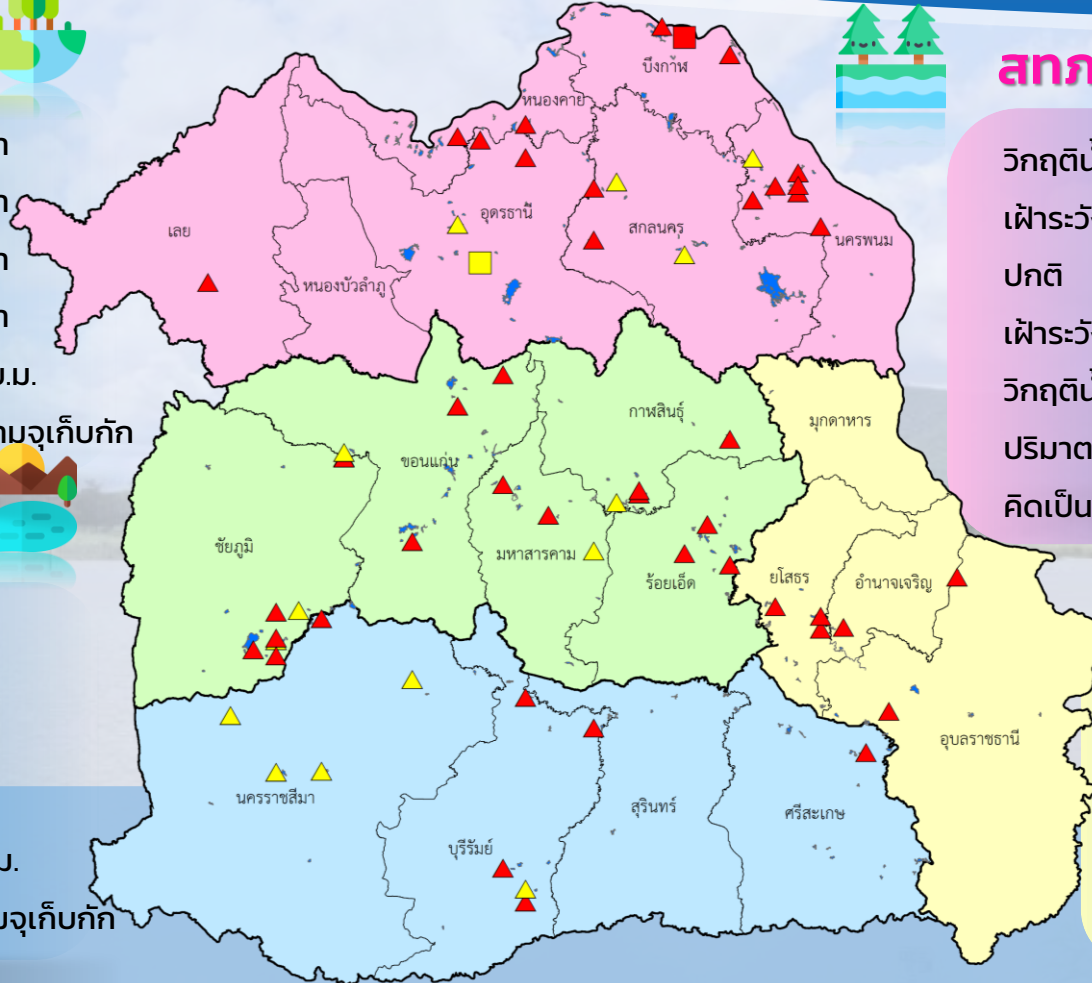 สทภ
วิกฤติน้
เฝ้าระวั
ปกติ
เฝ้าระวั
วิกฤติน้
ปริมาต
คิดเป็น
า
า
า
า
บ.ม.
ามจุเก็บกัก
ม.
มจุเก็บกัก
บึงกาฬ
หนองคาย
อุดรธานี
เลย
สกลนคร
นครพนม
หนองบัวลำภู
กาฬสินธุ์
มุกดาหาร
ขอนแก่น
ชัยภูมิ
มหาสารคาม
ร้อยเอ็ด
ยโสธร
อำนาจเจริญ
อุบลราชธานี
นครราชสีมา
สุรินทร์
ศรีสะเกษ
บุรีรัมย์